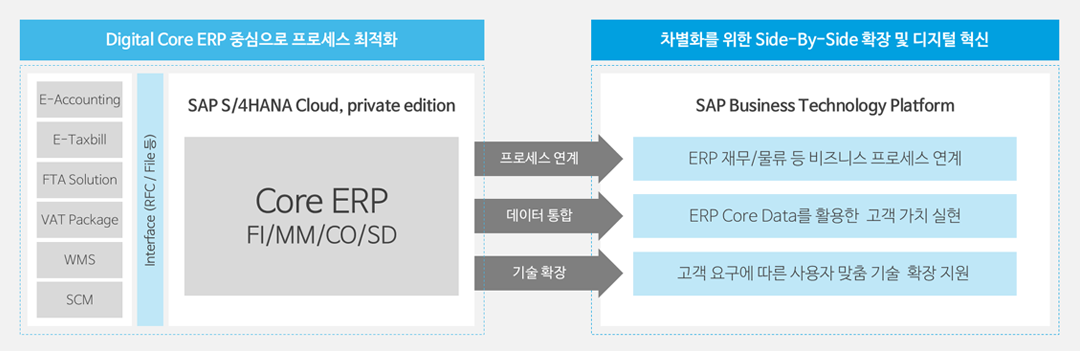 Digital Core ERP 중심으로 프로세스 최적화
E-Accounting
E-Taxbill
FTA Solution
VAT Package
WMS
SCM
Interface (RFC / File 등)
SAP S/4HANA Cloud, private edition
Core ERP
FI/MM/CO/SD
프로세스 연계
데이터 통합
기술 확장
차별화를 위한 Side-By-Side 확장 및 디지털 혁신
SAP Business Technology Platform
ERP 재무/물류 등 비즈니스 프로세스 연계
ERP Core Data를 활용한 고객 가치 실현
고객 요구에 따른 사용자 맞춤 기술 확장 지원